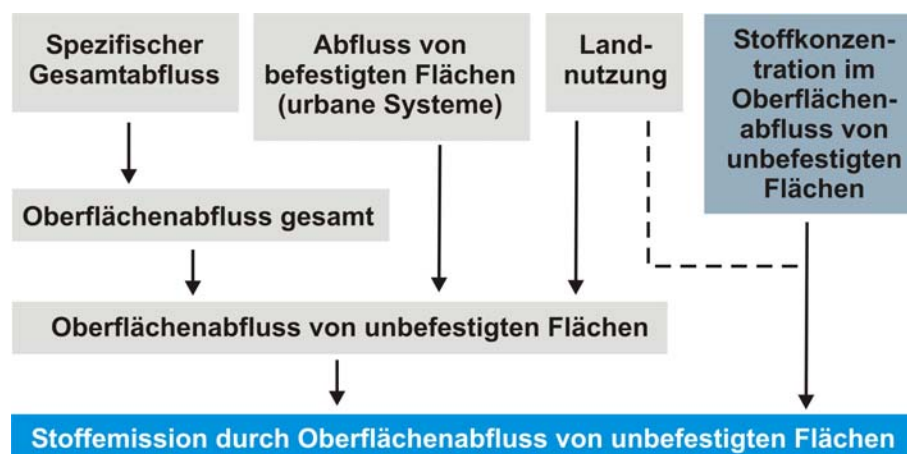 Spezifischer
Gesamtabfluss
Abfluss von
befestigten Flächen
(urbane Systeme)
Land-
nutzung
Stoffkonzen-
tration im
Oberflächen-
abfluss von
unbefestigten
Flächen
Oberflächenabfluss gesamt
Oberflächenabfluss von unbefestigten Flächen
Stoffemission durch Oberflächenabfluss von unbefestigten Flächen